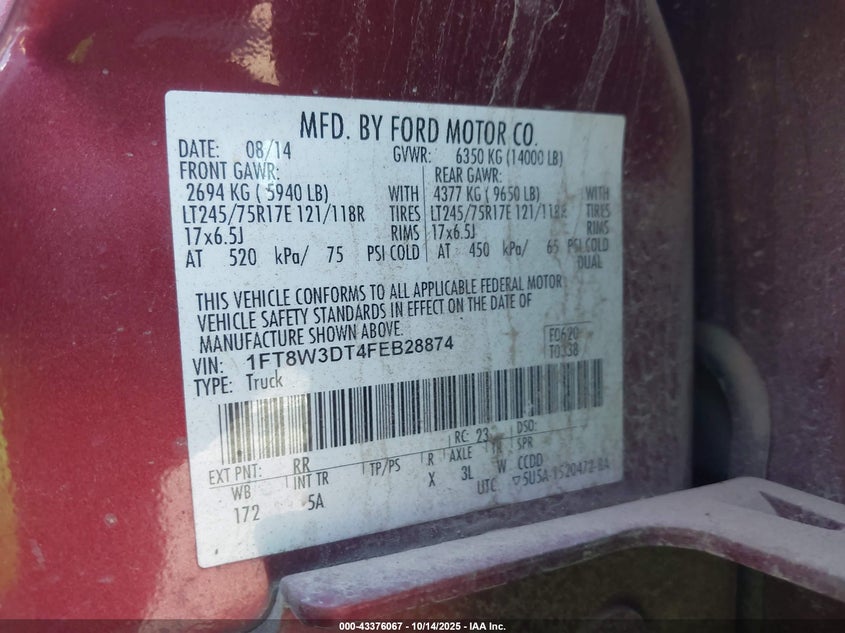 MFD. BY FORD MOTOR CO.
DATE: 08/14 GVWR: 6350 KG (14000 LB)
FRONT GAWR: REAR GAWR:
2694 KG ( 5940 LB) WITH 4377 KG ( 9650 LB) WITH
LT245/75R17E 121/118R TIRES LT245/75R17E 121/118R TIRES
17x6.5J RIMS 17x6.5J RIMS
AT 520 kPa/ 75 PSI COLD AT 450 kPa/ 65 PSI COLD
DUAL
THIS VEHICLE CONFORMS TO ALL APPLICABLE FEDERAL MOTOR
VEHICLE SAFETY STANDARDS IN EFFECT ON THE DATE OF
MANUFACTURE SHOWN ABOVE.
VIN: 1FT8W3DT4FEB28874 F0620
TYPE: Truck T0338
RC: 23 DSO:
EXT PNT: RR
WB INT TR TP/PS R AXLE TR SPR
172 5A X 3L W CCDD
UTC ▽5U5A-1520472-BA
000-43376067 - 10/14/2025 - IAA Inc.